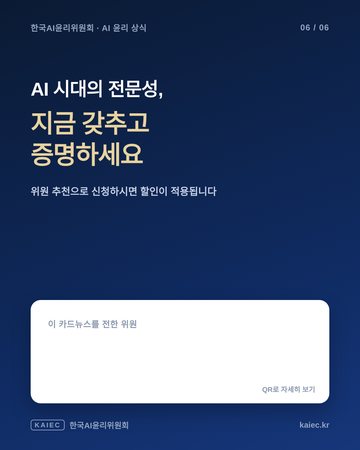 한국AI윤리위원회 · AI 윤리 상식
06 / 06
AI 시대의 전문성,
지금 갖추고
증명하세요
위원 추천으로 신청하시면 할인이 적용됩니다
이 카드뉴스를 전한 위원
QR로 자세히 보기
KAIEC 한국AI윤리위원회
kaiec.kr